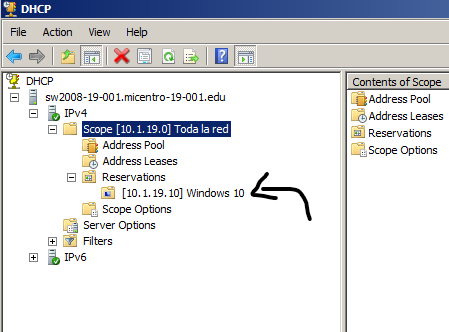 DHCP
File Action View Help
DHCP
sw2008-19-001.micentro-19-001.edu
IPv4
Scope [10.1.19.0] Toda la red
Address Pool
Address Leases
Reservations
[10.1.19.10] Windows 10
Scope Options
Server Options
Filters
IPv6
Contents of Scope
Address Pool
Address Leases
Reservations
Scope Options